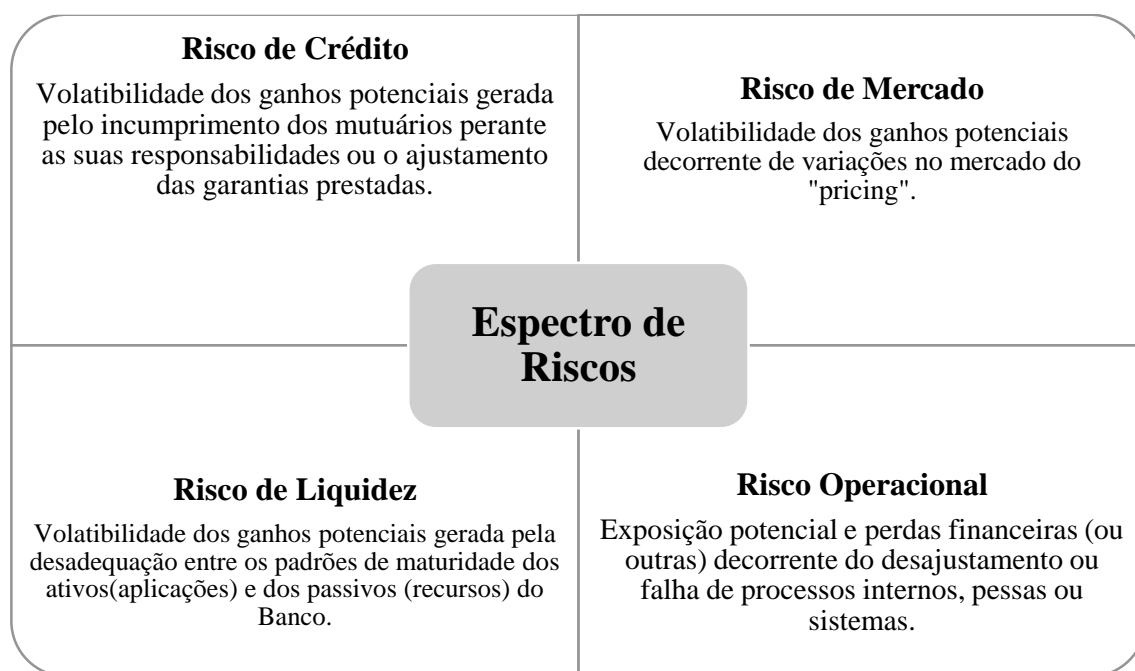 Risco de Crédito
Volatibilidade dos ganhos potenciais gerada
pelo incumprimento dos mutuários perante
as suas responsabilidades ou o ajustamento
das garantias prestadas.
Risco de Mercado
Volatibilidade dos ganhos potenciais
decorrente de variações no mercado do
"pricing".
Espectro de
Riscos
Risco de Liquidez
Volatibilidade dos ganhos potenciais gerada pela
desadequação entre os padrões de maturidade dos
ativos(aplicações) e dos passivos (recursos) do
Banco.
Risco Operacional
Exposição potencial e perdas financeiras (ou
outras) decorrente do desajustamento ou
falha de processos internos, pessas ou
sistemas.